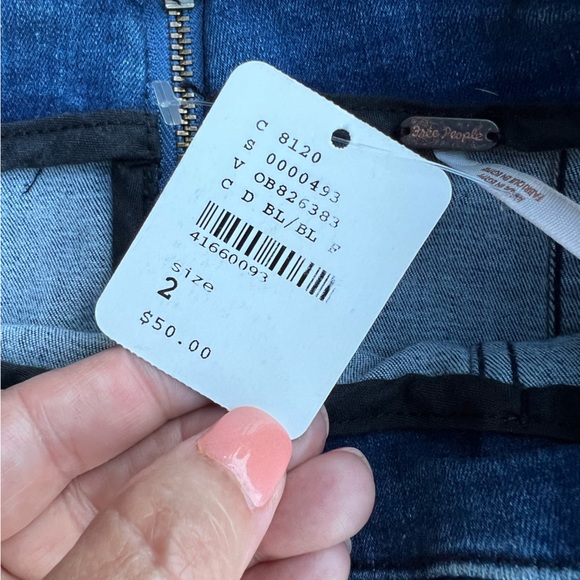 C 8120
S 0000493
V OB826383
C D BL/BL F
41660093
size
2
$50.00
Free People